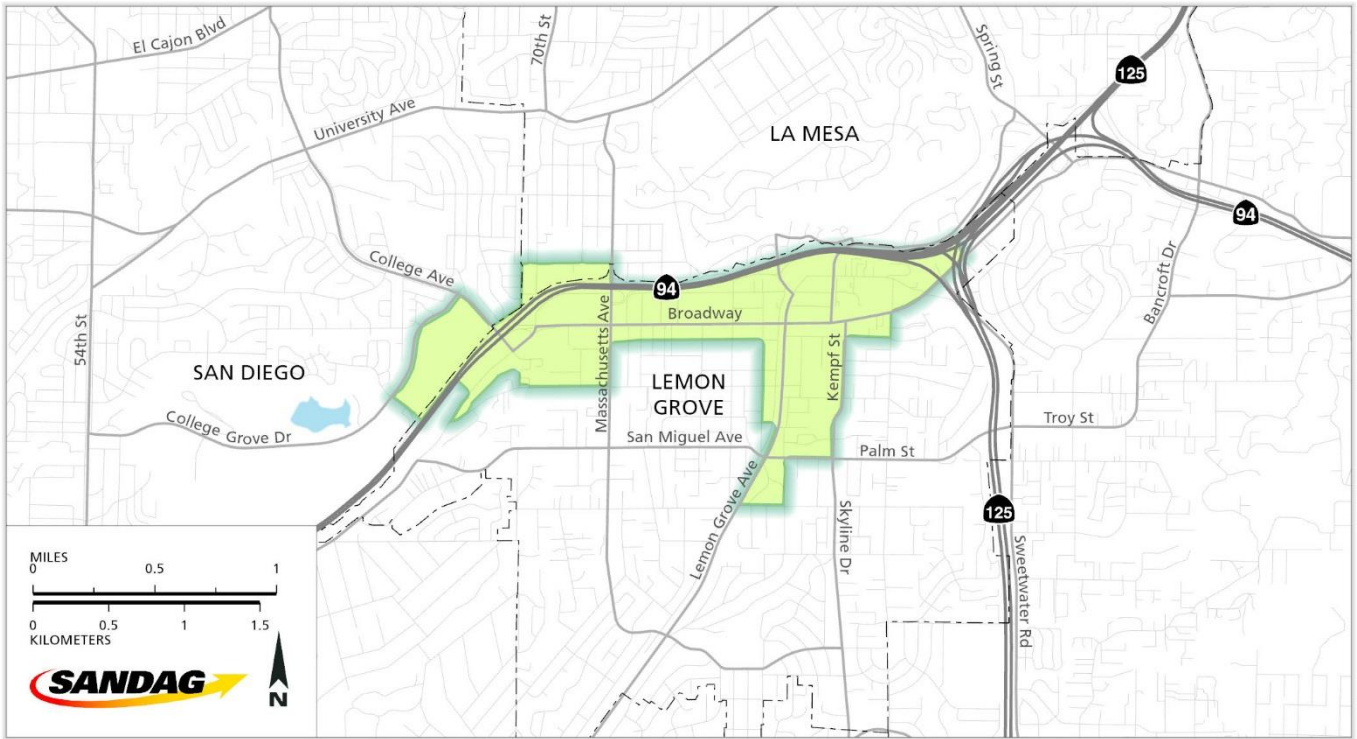 El Cajon Blvd
70th St
Spring St
125
University Ave
LA MESA
94
College Ave
94
Bancroft Dr
Broadway
Massachusetts Ave
54th St
SAN DIEGO
LEMON
GROVE
Kempf St
College Grove Dr
San Miguel Ave
Palm St
Troy St
Lemon Grove Ave
Skyline Dr
125
Sweetwater Rd
MILES
0 0.5 1
0 0.5 1 1.5
KILOMETERS
SANDAG
N